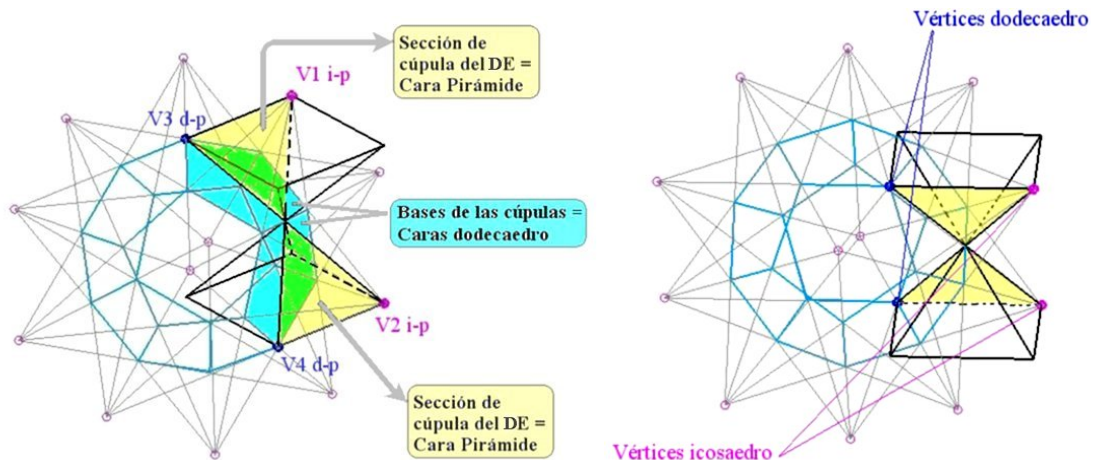 Sección de
cúpula del DE =
Cara Pirámide
V1 i-p
V3 d-p
Bases de las cúpulas =
Caras dodecaedro
V2 i-p
V4 d-p
Sección de
cúpula del DE =
Cara Pirámide
Vértices dodecaedro
Vértices icosaedro